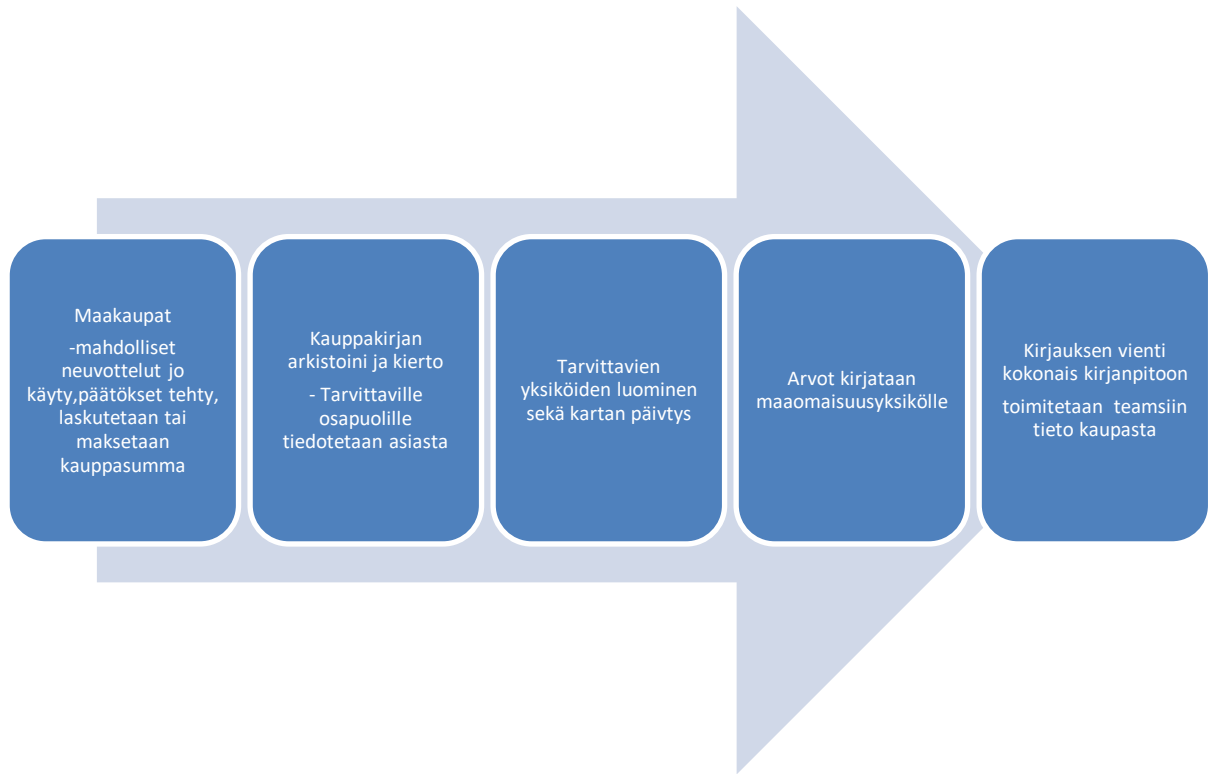 Maakaupat
-mahdolliset
neuvottelut jo
käyty,päätökset tehty,
laskutetaan tai
maksetaan
kauppasumma
Kauppakirjan
arkistoini ja kierto
- Tarvittaville
osapuolille
tiedotetaan asiasta
Tarvittavien
yksiköiden luominen
sekä kartan päivtys
Arvot kirjataan
maaomaisuusyksikölle
Kirjauksen vienti
kokonais kirjanpitoon
toimitetaan teamsiin
tieto kaupasta